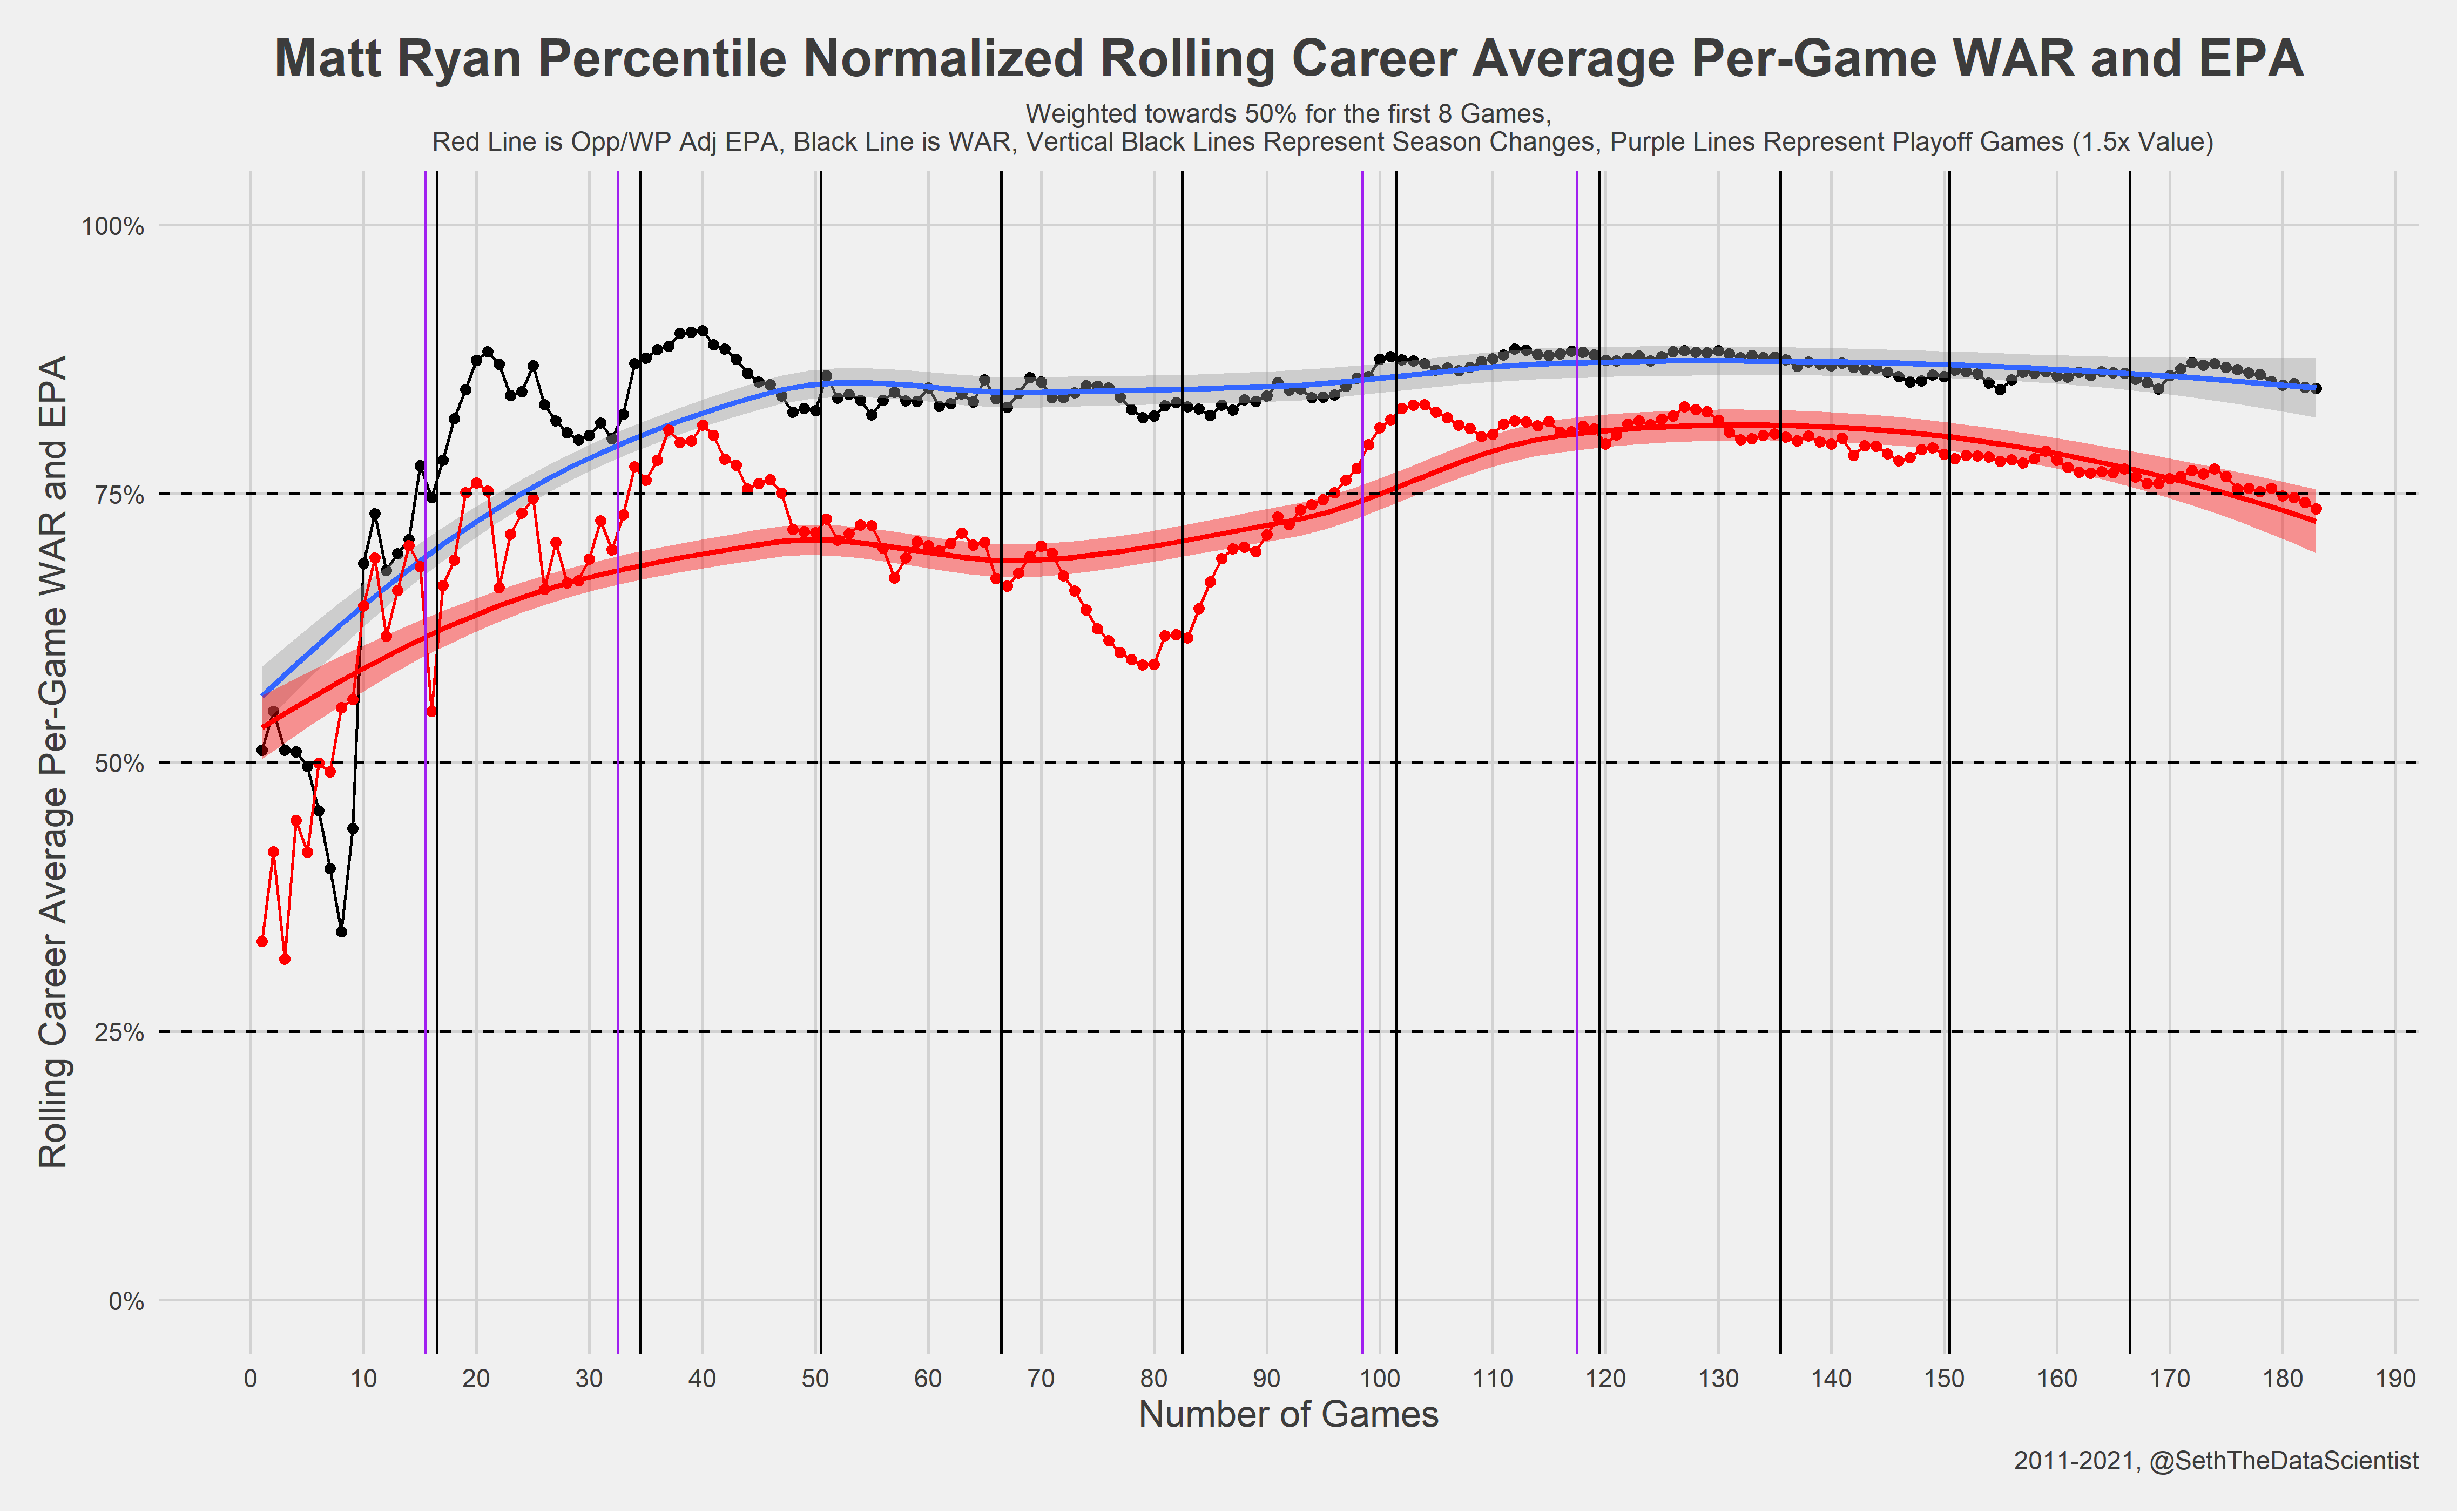 Matt Ryan Percentile Normalized Rolling Career Average Per-Game WAR and EPA
Weighted towards 50% for the first 8 Games,
Red Line is Opp/WP Adj EPA, Black Line is WAR, Vertical Black Lines Represent Season Changes, Purple Lines Represent Playoff Games (1.5x Value)
Rolling Career Average Per-Game WAR and EPA
100%
75%
50%
25%
0%
0 10 20 30 40 50 60 70 80 90 100 110 120 130 140 150 160 170 180 190
Number of Games
2011-2021, @SethTheDataScientist